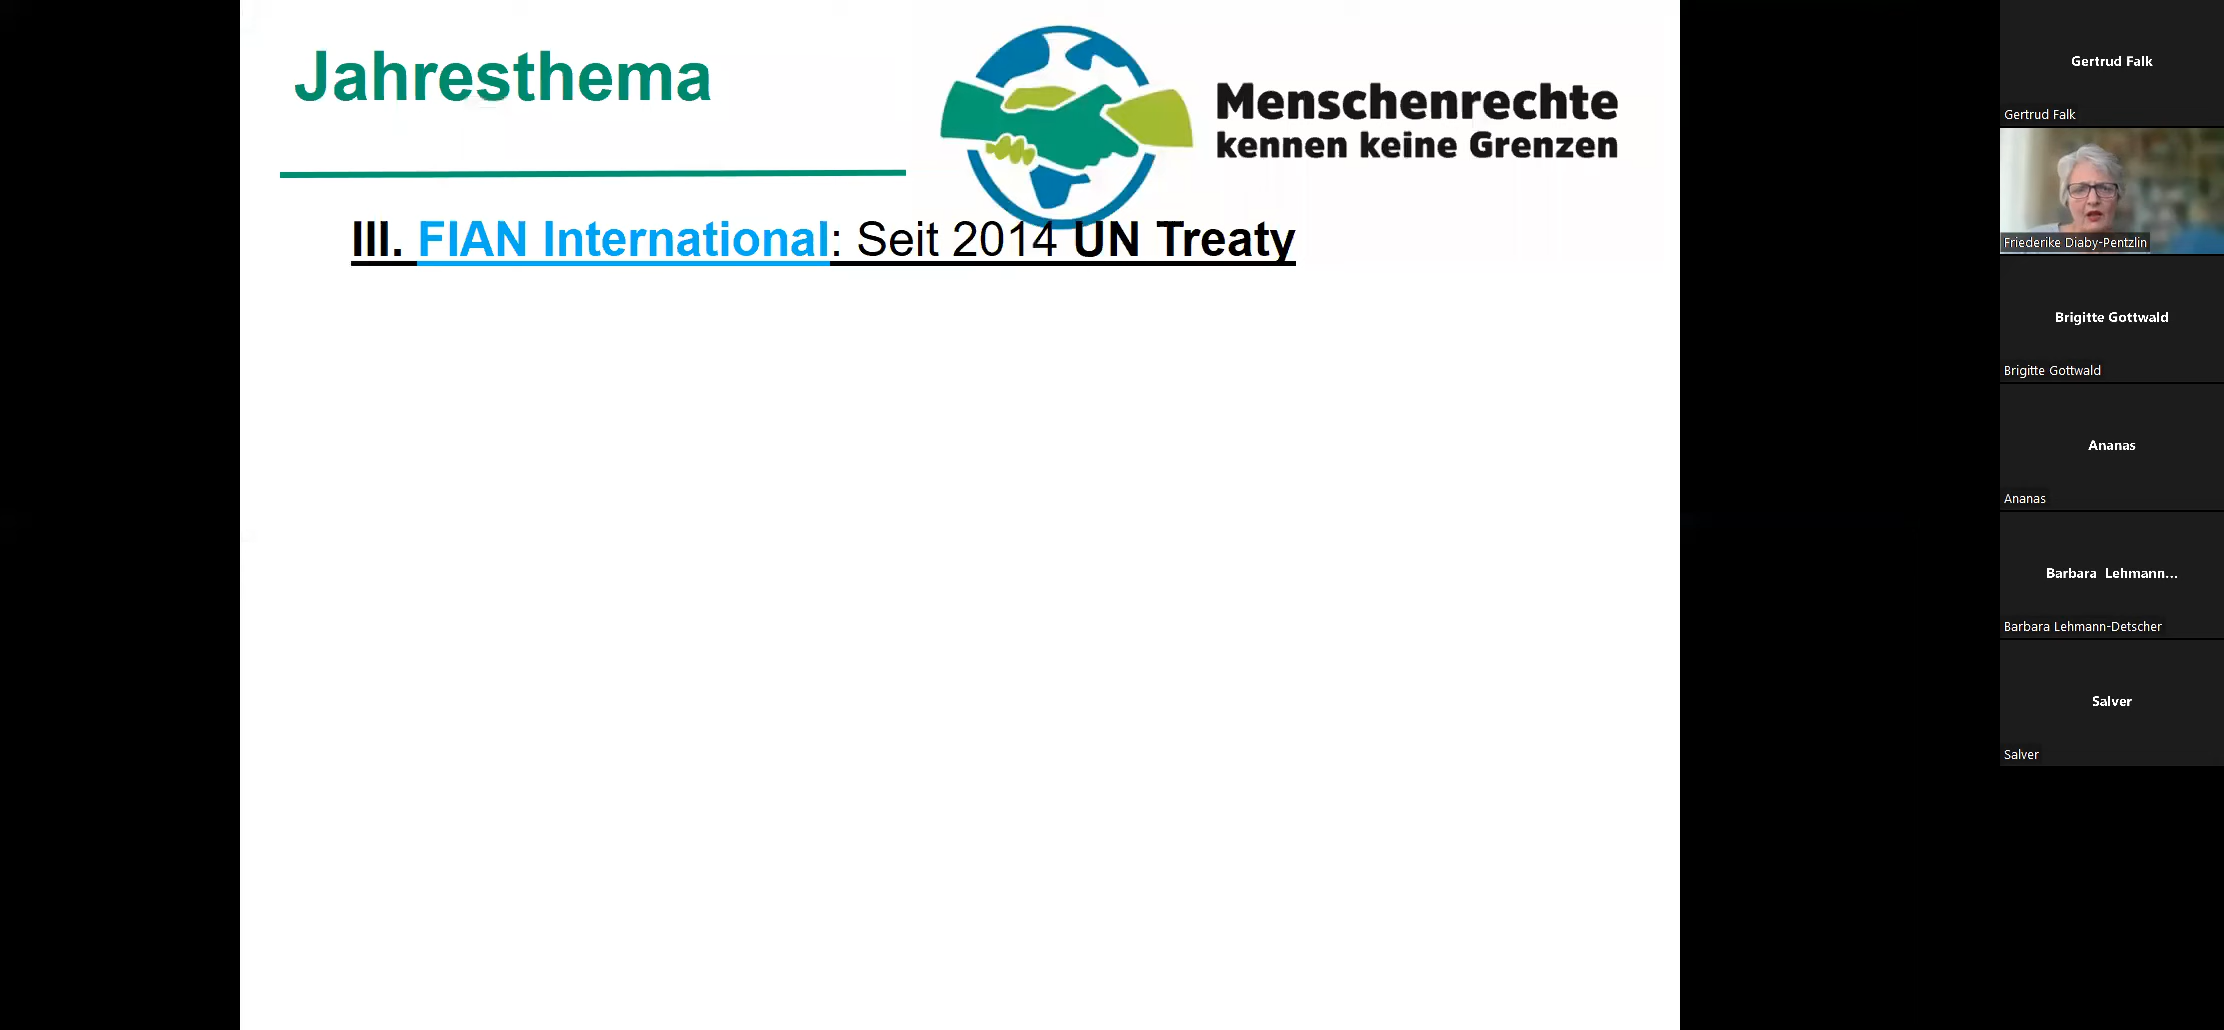 Jahresthema
Menschenrechte
kennen keine Grenzen
III. FIAN International: Seit 2014 UN Treaty
Gertrud Falk
Gertrud Falk
Friederike Diaby-Pentzlin
Brigitte Gottwald
Brigitte Gottwald
Ananas
Ananas
Barbara Lehmann...
Barbara Lehmann-Detscher
Salver
Salver